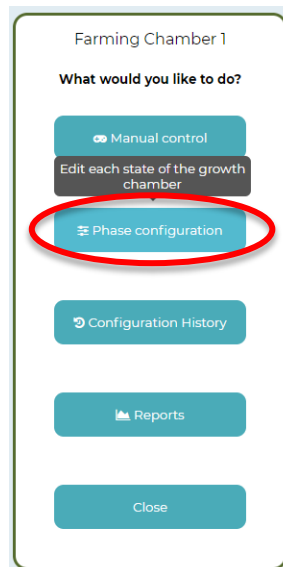 Farming Chamber 1
What would you like to do?
Manual control
Edit each state of the growth
chamber
Phase configuration
Configuration History
Reports
Close